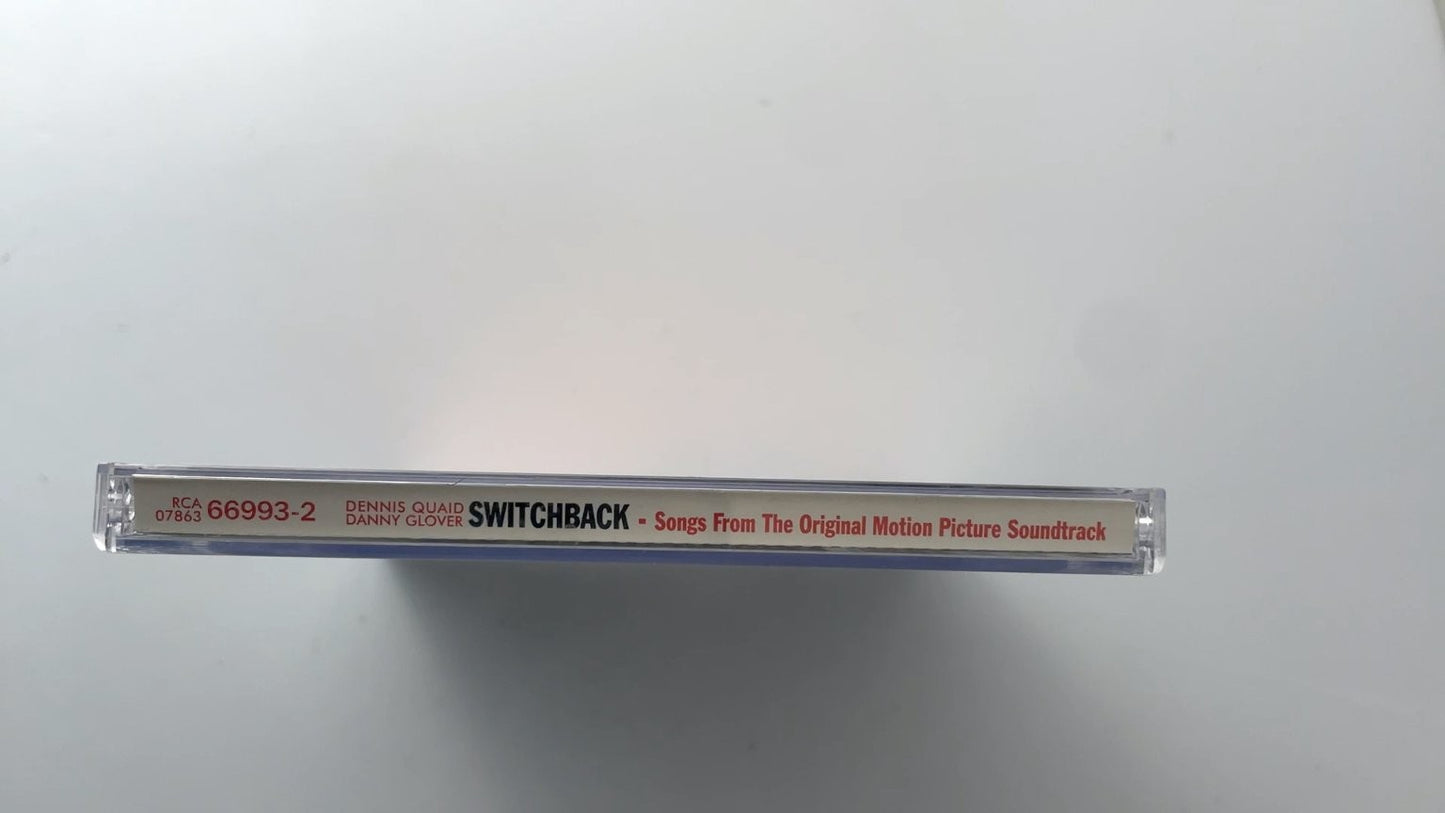 RCA
07863
66993-2
DENNIS QUAID
DANNY GLOVER
SWITCHBACK - Songs From The Original Motion Picture Soundtrack